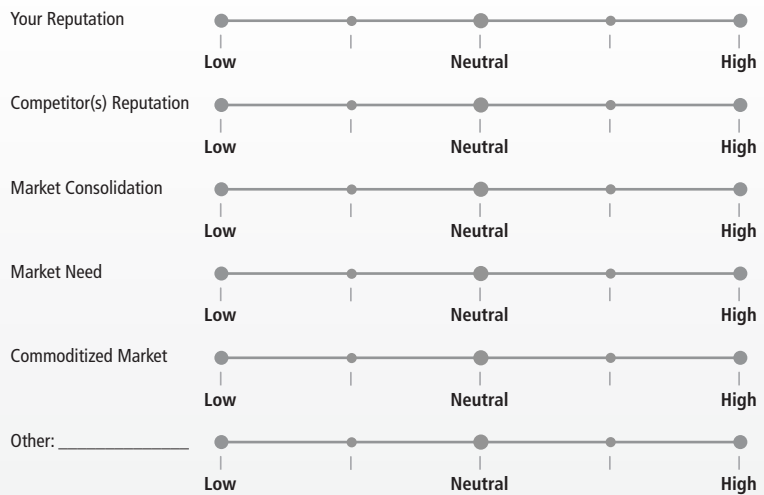 Your Reputation
Low Neutral High
Competitor(s) Reputation
Low Neutral High
Market Consolidation
Low Neutral High
Market Need
Low Neutral High
Commoditized Market
Low Neutral High
Other: ______________
Low Neutral High